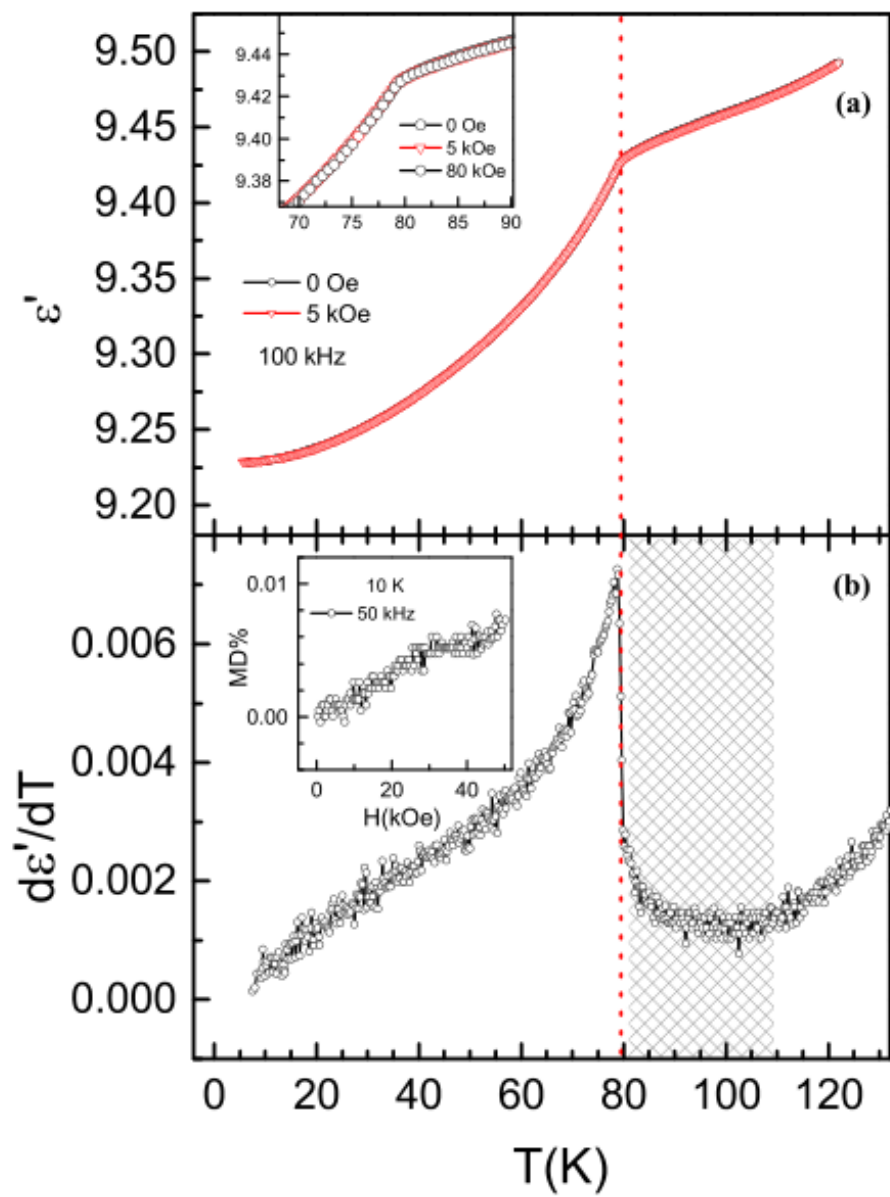 9.50
9.45
9.40
9.35
9.30
9.25
9.20
ε'
9.44
9.42
9.40
9.38
70 75 80 85 90
0 Oe
5 kOe
80 kOe
(a)
0 Oe
5 kOe
100 kHz
(b)
0.006
0.004
0.002
0.000
dε'/dT
0.01
0.00
MD%
10 K
50 kHz
0 20 40
H(kOe)
0 20 40 60 80 100 120
T(K)